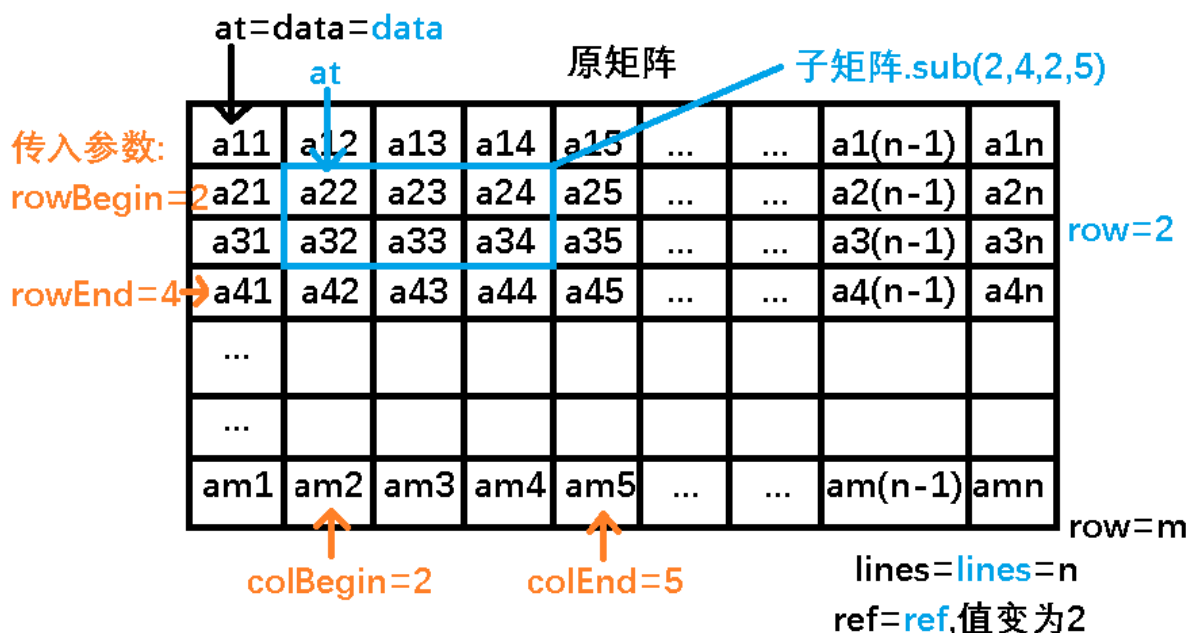 at=data=data
at
原矩阵
子矩阵.sub(2,4,2,5)
传入参数:
a11 a12 a13 a14 a15 ... ... a1(n-1) a1n
rowBegin=2
a21 a22 a23 a24 a25 ... ... a2(n-1) a2n
a31 a32 a33 a34 a35 ... ... a3(n-1) a3n
row=2
rowEnd=4
a41 a42 a43 a44 a45 ... ... a4(n-1) a4n
...
...
am1 am2 am3 am4 am5 ... ... am(n-1) amn
row=m
colBegin=2
colEnd=5
lines=lines=n
ref=ref,值变为2